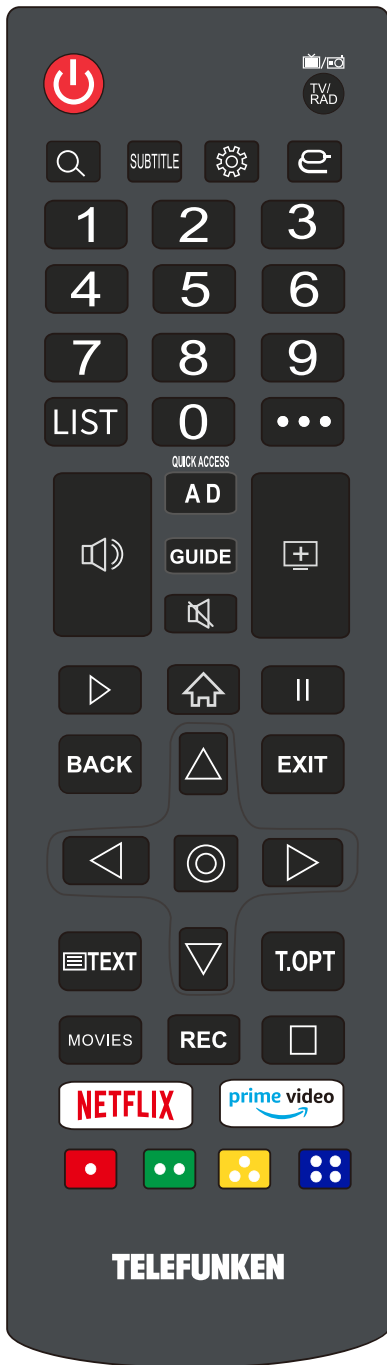 TV/
RAD
SUBTITLE
1 2 3
4 5 6
7 8 9
LIST 0
QUICK ACCESS
A D
GUIDE
BACK EXIT
TEXT T.OPT
MOVIES REC
NETFLIX prime video
TELEFUNKEN